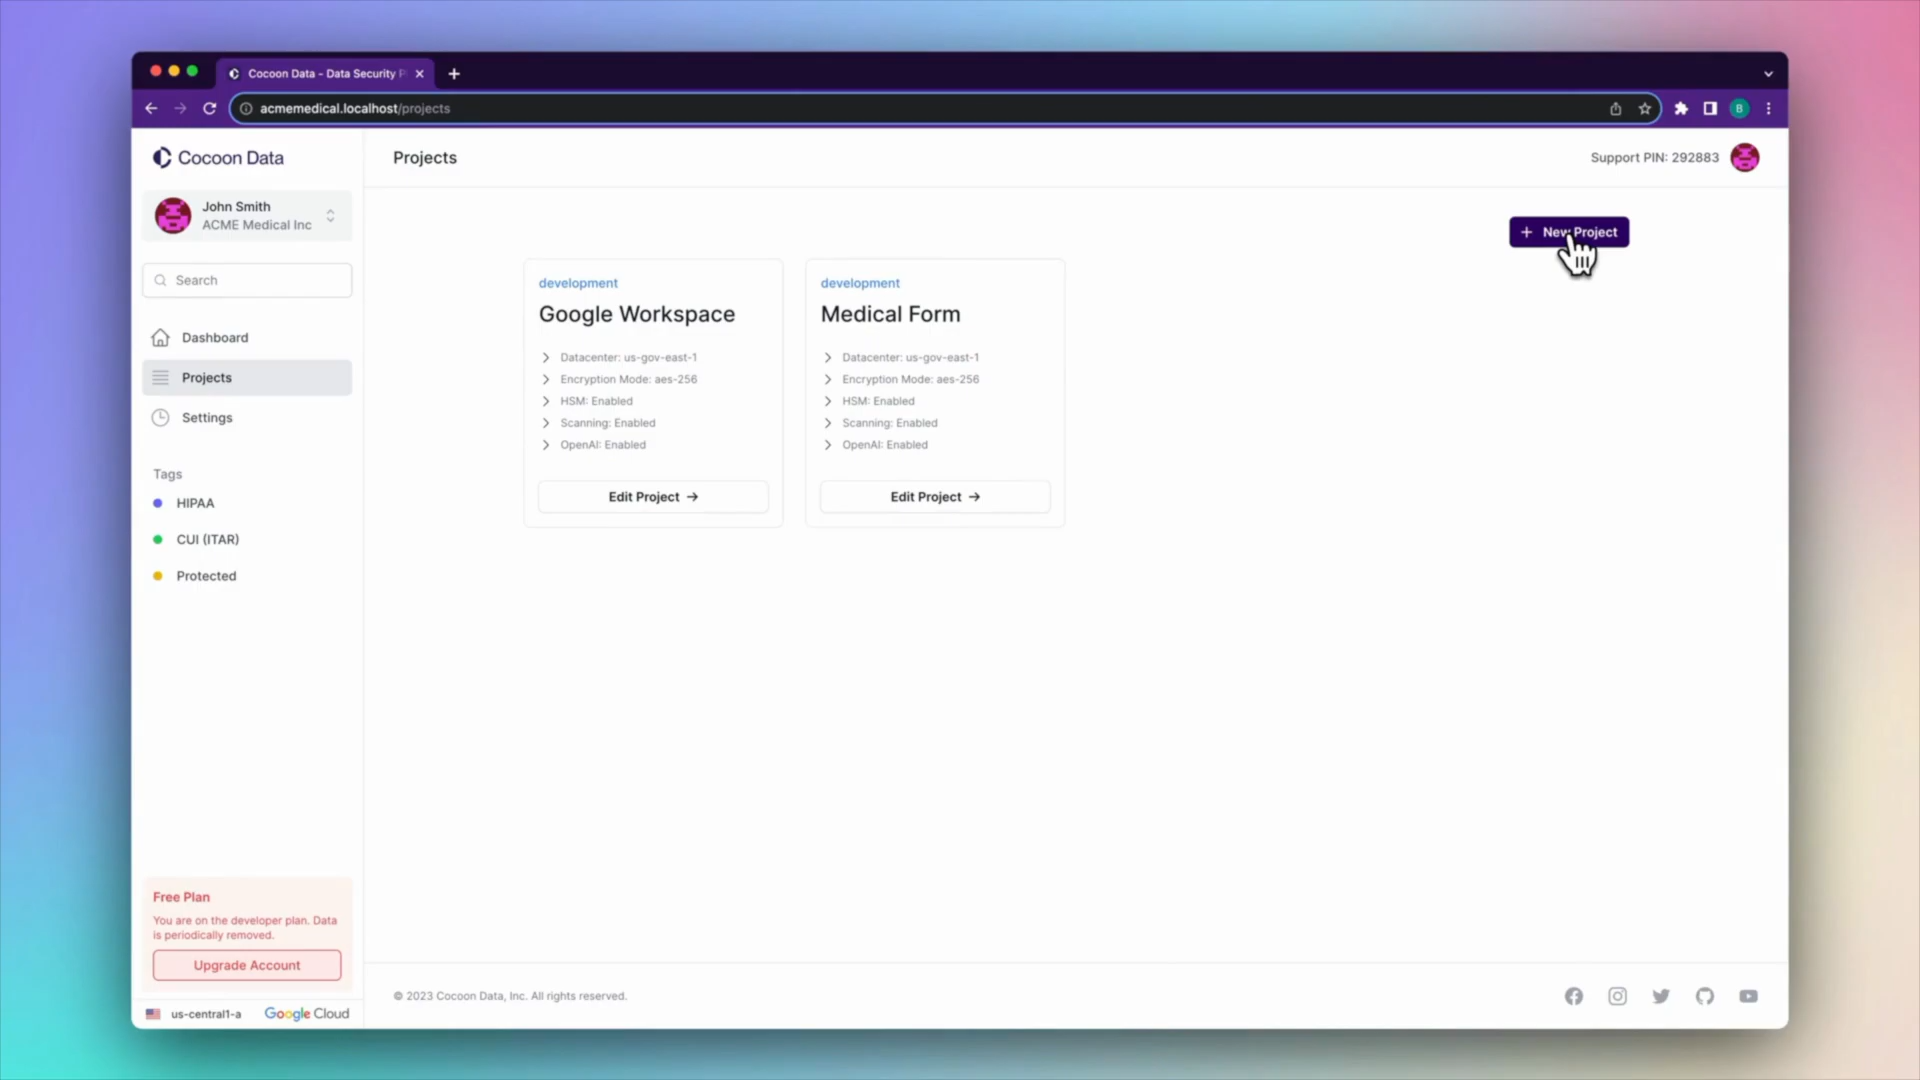 Cocoon Data - Data Security P
acmemedical.localhost/projects
B
Cocoon Data
John Smith
ACME Medical Inc
Search
Dashboard
Projects
Settings
Tags
HIPAA
CUI (ITAR)
Protected
Free Plan
You are on the developer plan. Data
is periodically removed.
Upgrade Account
us-central1-a
Google Cloud
Projects
Support PIN: 292883
+ New Project
development
Google Workspace
Datacenter: us-gov-east-1
Encryption Mode: aes-256
HSM: Enabled
Scanning: Enabled
OpenAI: Enabled
Edit Project →
development
Medical Form
Datacenter: us-gov-east-1
Encryption Mode: aes-256
HSM: Enabled
Scanning: Enabled
OpenAI: Enabled
Edit Project →
© 2023 Cocoon Data, Inc. All rights reserved.